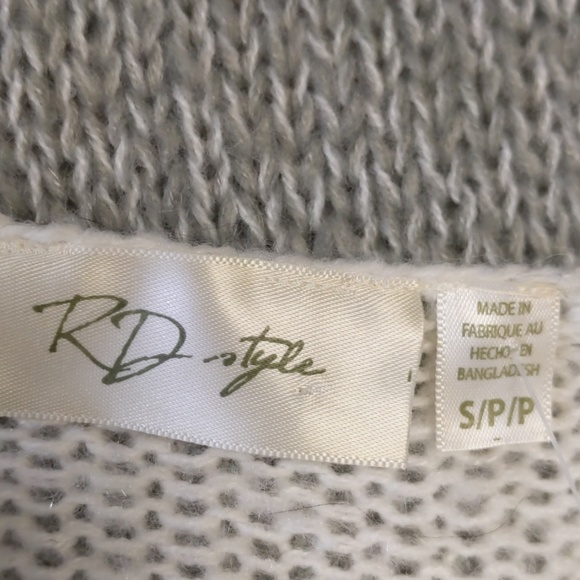 RD style
MADE IN
FABRIQUE AU
HECHO EN
BANGLADESH
S/P/P